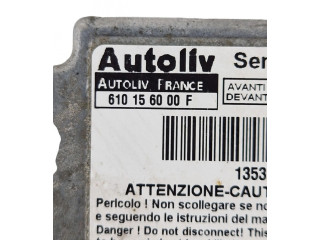 Autoliv Ser
AUTOLIV FRANCE AVANTI
610 15 60 00 F DEVANT
1353
ATTENZIONE-CAUT
Pericolo ! Non scollegare se no
e seguendo le istruzioni del ma
Danger ! Do not disconnect! This